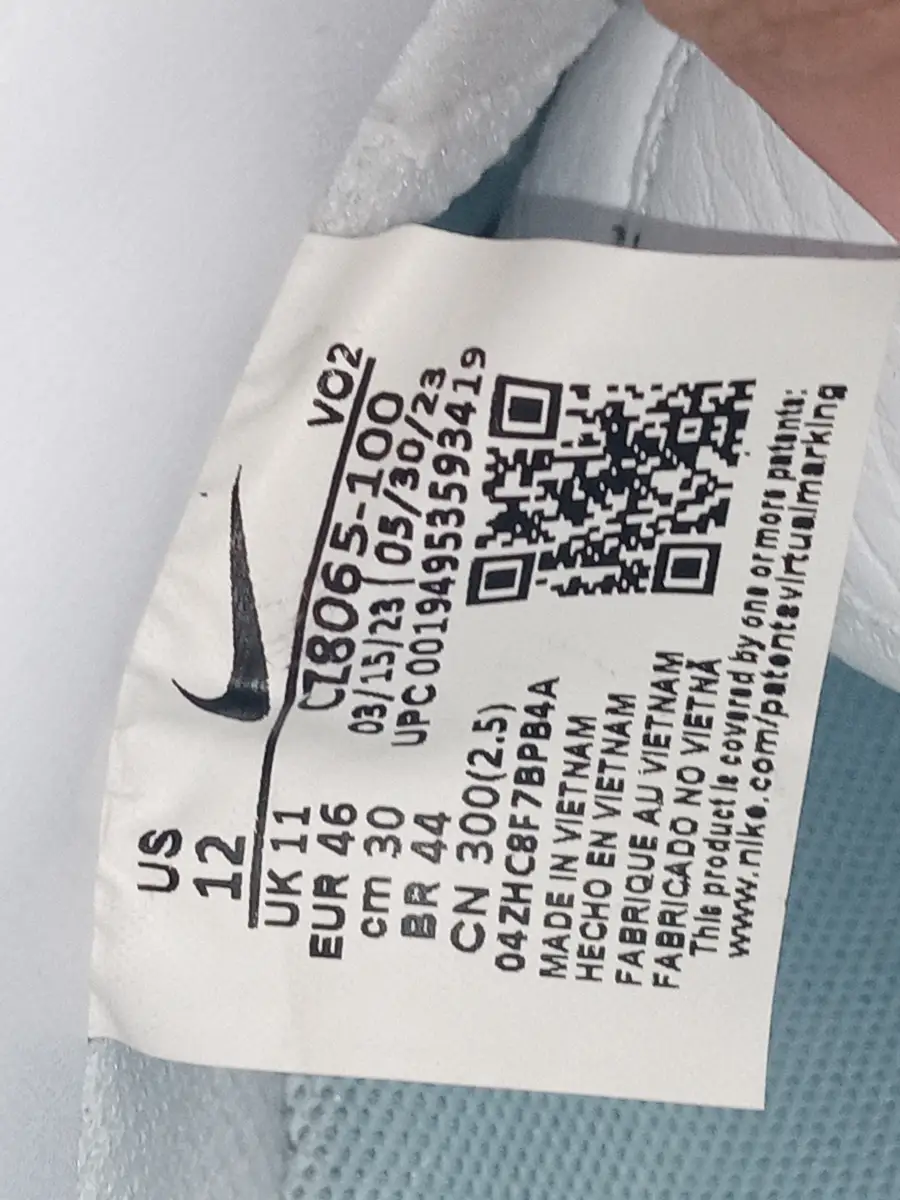 US
12
VO2
UK 11
EUR 46
cm 30
BR 44
CN 300(2.5)
CZ8065-100
03/15/23 | 05/30/23
UPC 00194953593419
04ZHC8F7BPB4A
MADE IN VIETNAM
HECHO EN VIETNAM
FABRIQUE AU VIETNAM
FABRICADO NO VIETNÃ
This product is covered by one or more patents:
www.nike.com/patentsvirtualmarking